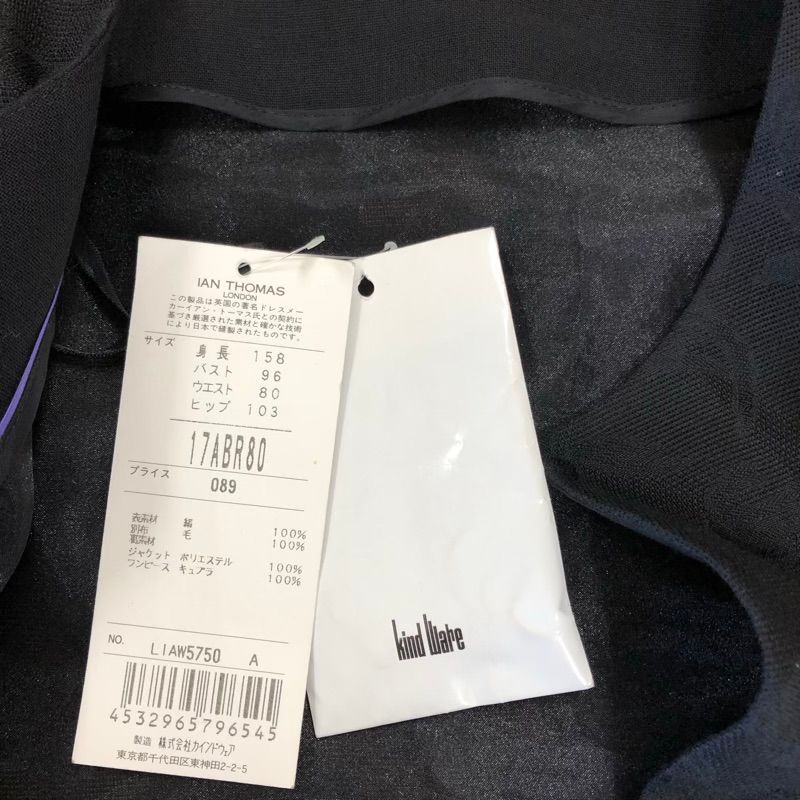 IAN THOMAS
LONDON
この製品は英国の著名ドレスメー
カーイアン・トーマス氏との契約に
基づき厳選された素材と確かな技術
により日本で縫製されたものです。
サイズ
身長 158
バスト 96
ウエスト 80
ヒップ 103
17ABR80
プライス
089
表素材 絹 100%
別布 毛 100%
裏素材
ジャケット ポリエステル 100%
ワンピース キュプラ 100%
NO. LIAW5750 A
4532965796545
製造 株式会社カインドウェア
東京都千代田区東神田2-2-5
kind Ware